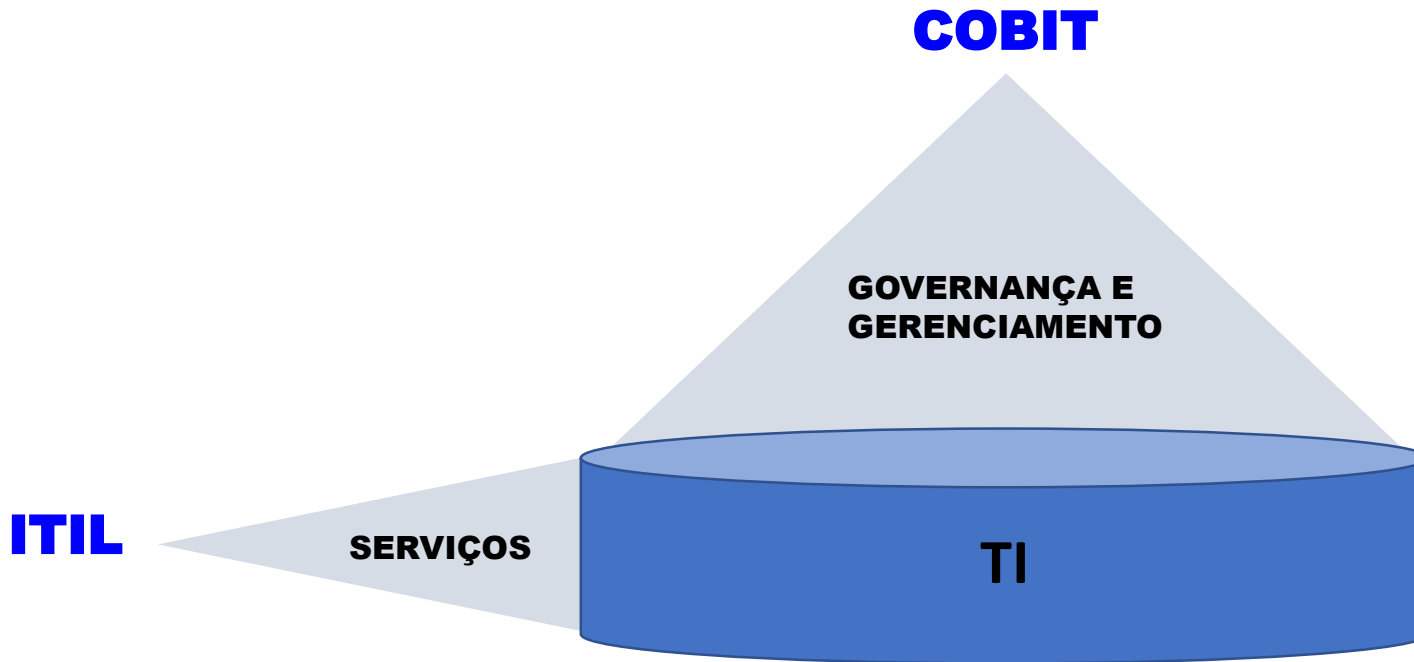 COBIT
GOVERNANÇA E
GERENCIAMENTO
ITIL
SERVIÇOS
TI